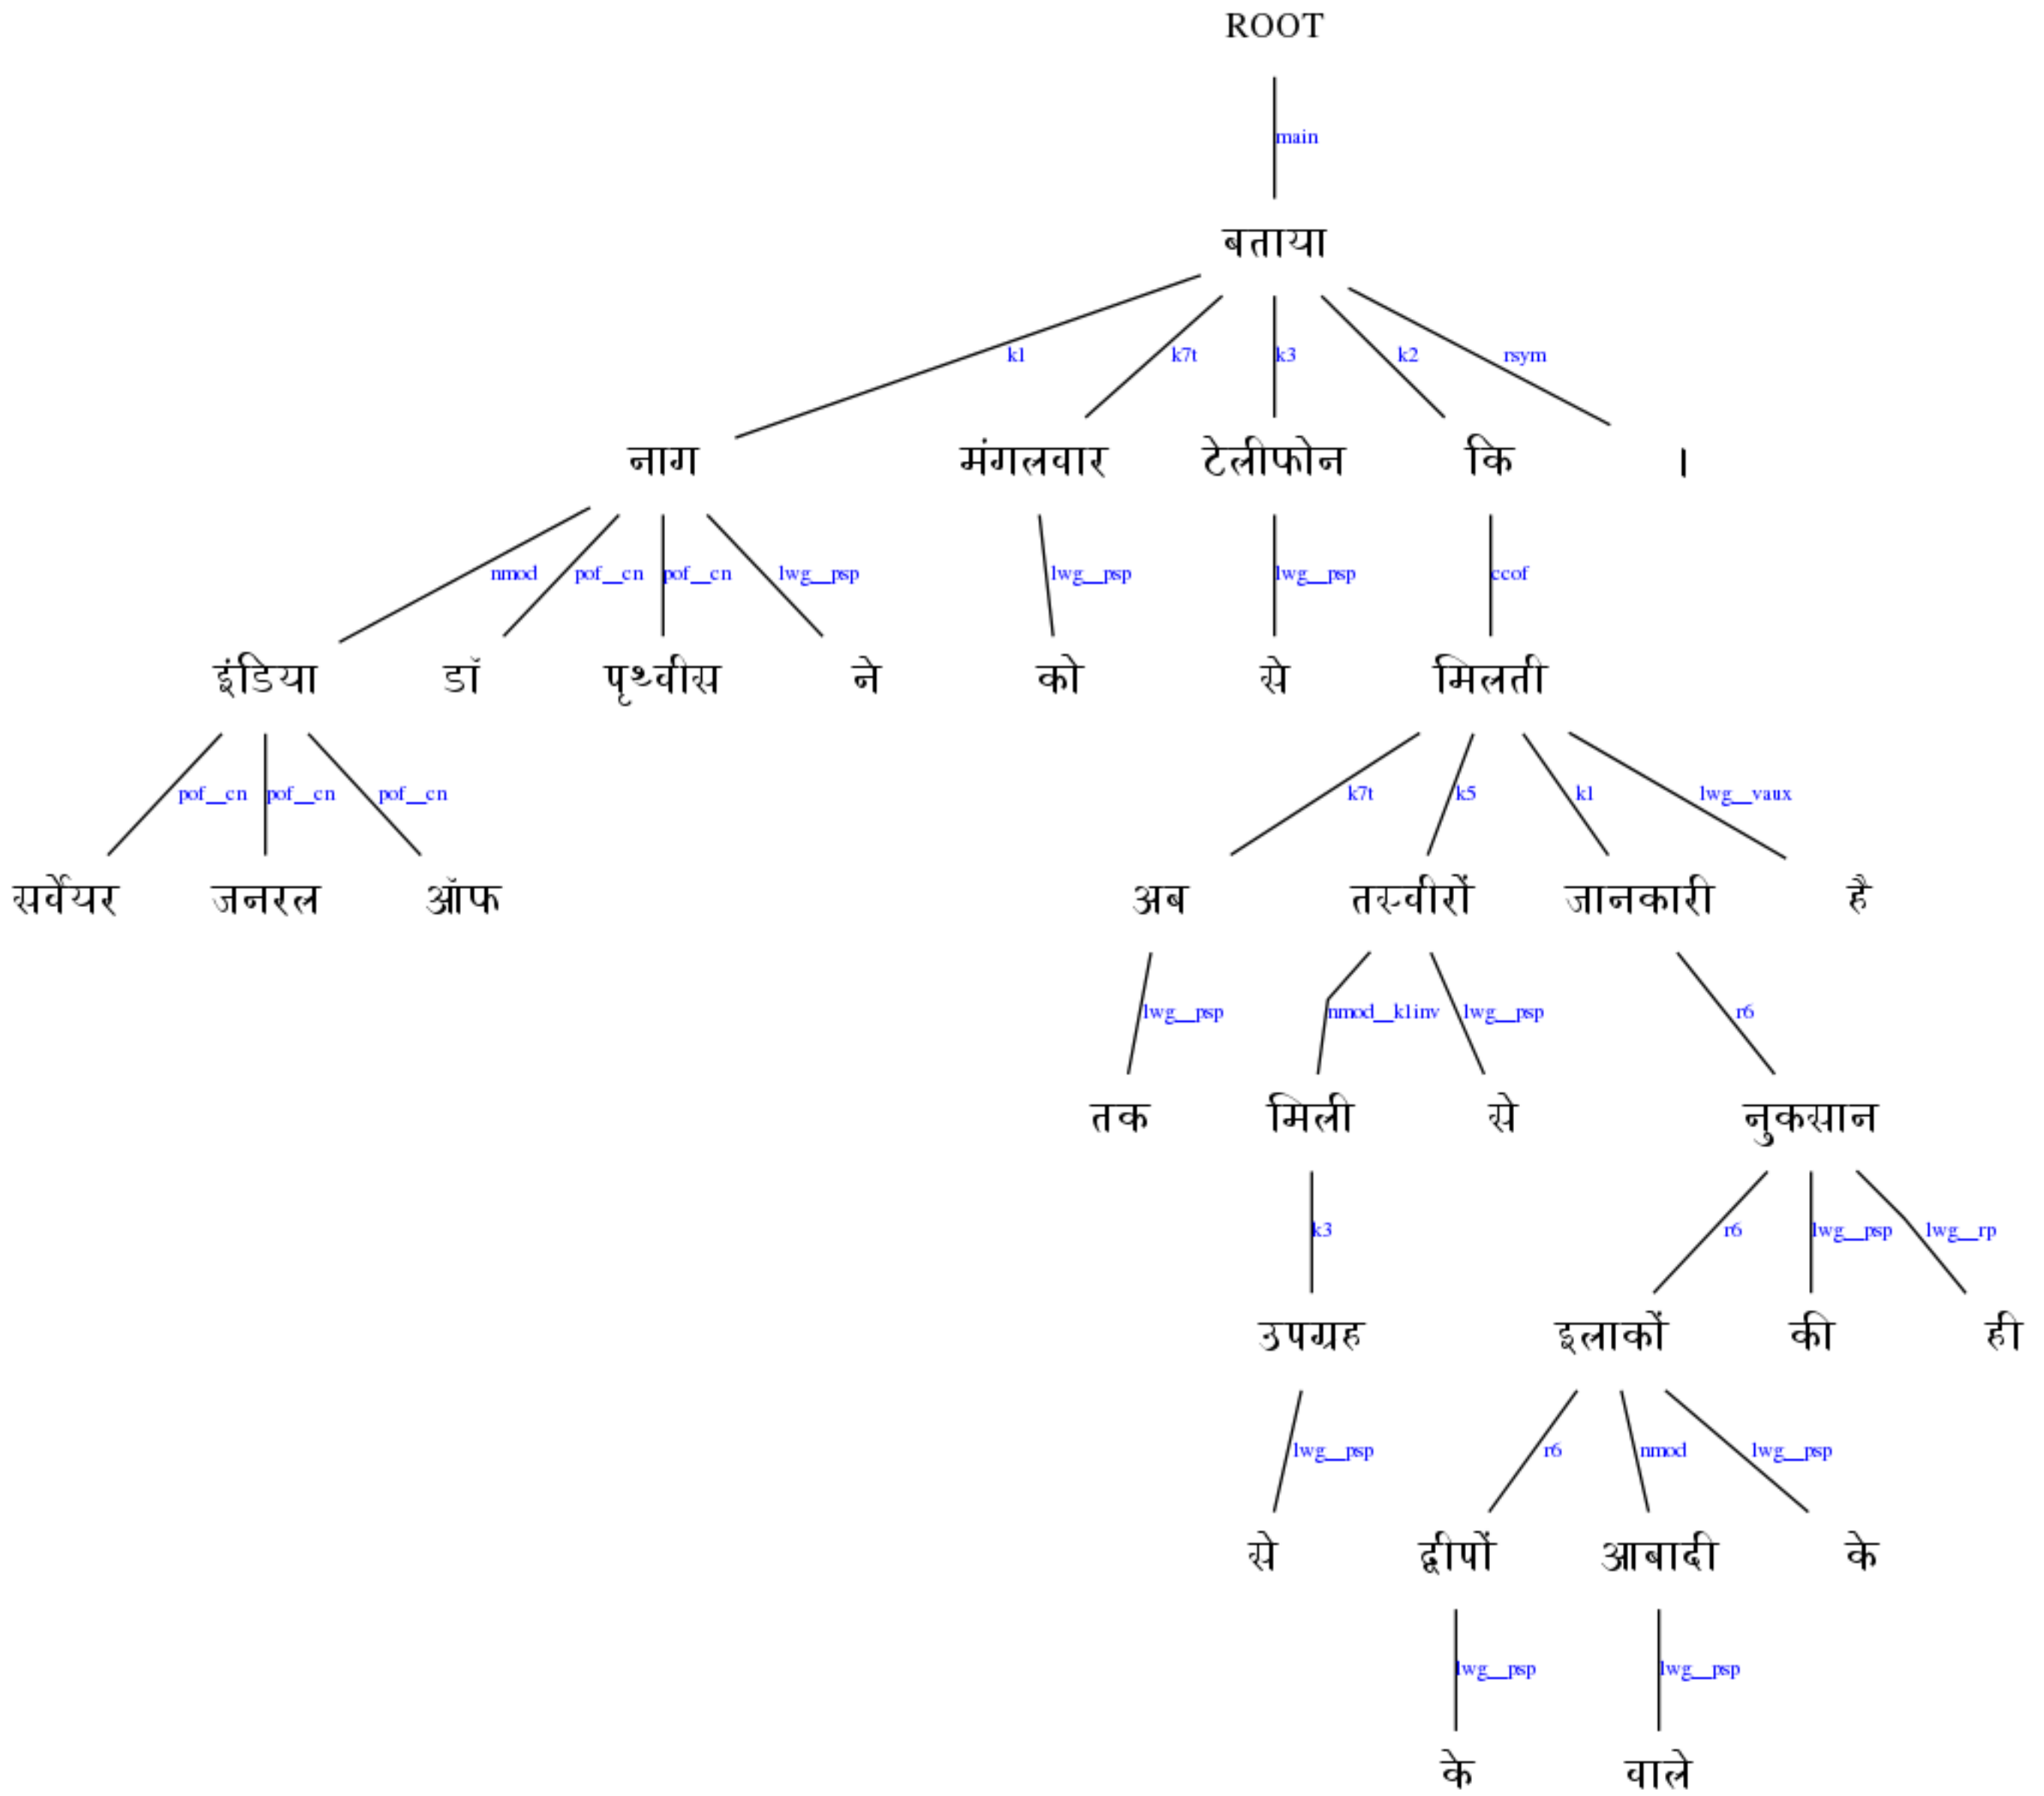 ROOT
main
बताया
k1 k7t k3 k2 rsym
नाग मंगलवार टेलीफोन कि ।
nmod pof__cn pof__cn lwg__psp lwg__psp lwg__psp ccof
इंडिया डॉ पृथ्वीस ने को से मिलती
pof__cn pof__cn pof__cn k7t k5 k1 lwg__vaux
सर्वेयर जनरल ऑफ अब तस्वीरों जानकारी है
lwg__psp nmod__k1inv lwg__psp r6
तक मिली से नुकसान
k3 r6 lwg__psp lwg__rp
उपग्रह इलाकों की ही
lwg__psp r6 nmod lwg__psp
से द्वीपों आबादी के
lwg__psp lwg__psp
के वाले